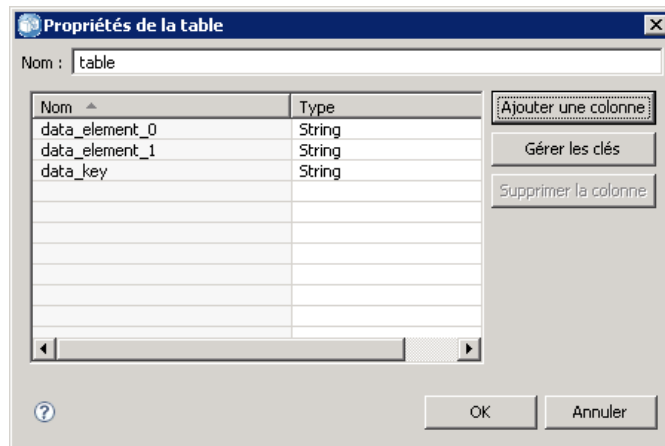 Propriétés de la table
Nom : table
Nom Type
data_element_0 String
data_element_1 String
data_key String
Ajouter une colonne
Gérer les clés
Supprimer la colonne
? OK Annuler